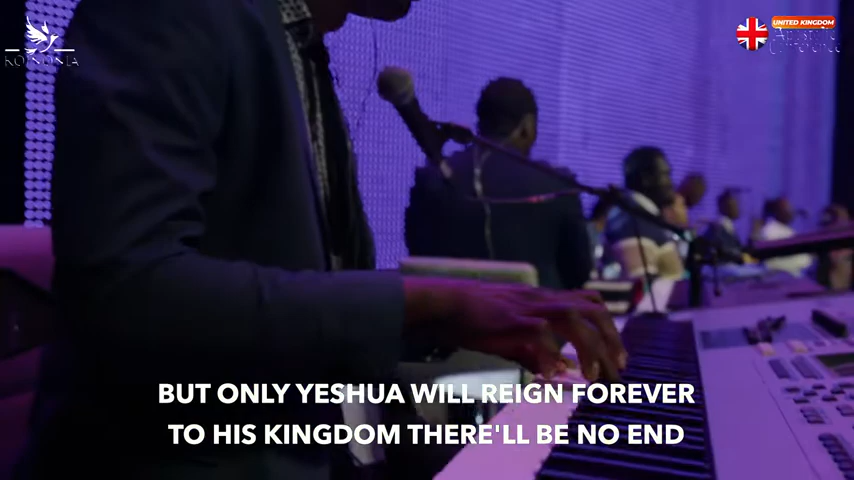 KOINONIA
UNITED KINGDOM
BUT ONLY YESHUA WILL REIGN FOREVER
TO HIS KINGDOM THERE'LL BE NO END